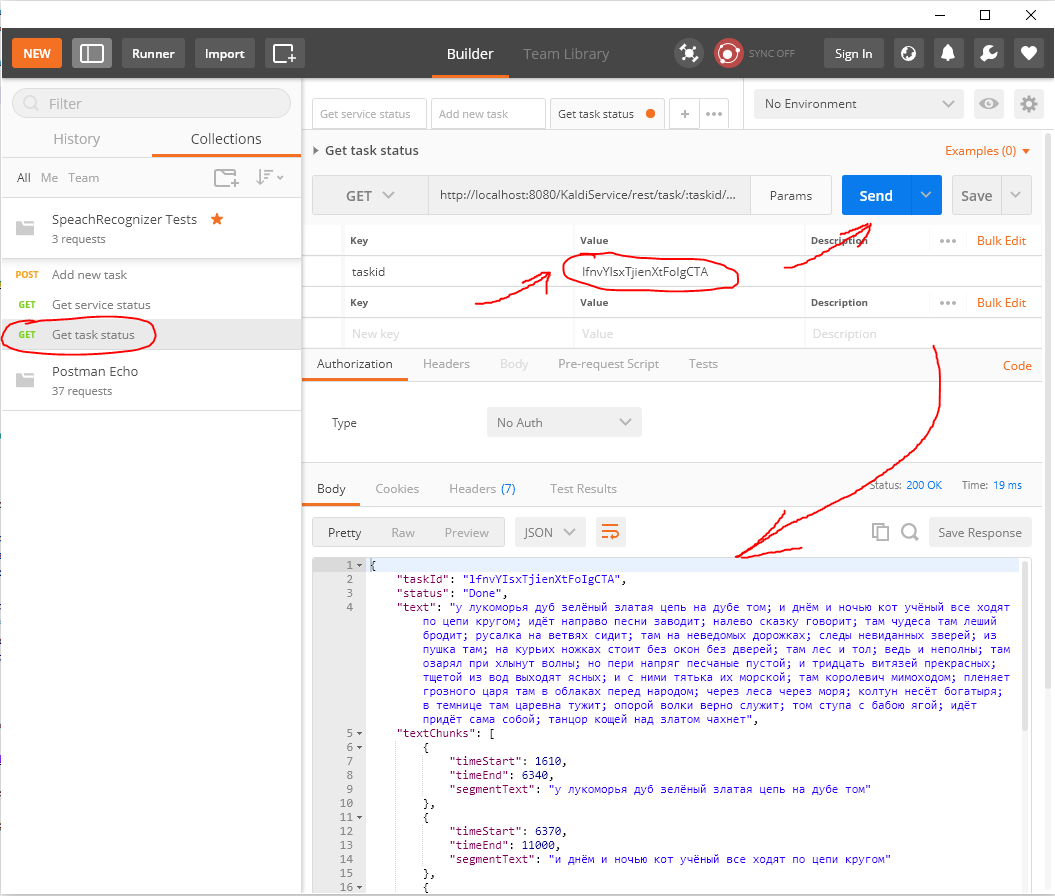 NEW
Runner
Import
Builder
Team Library
SYNC OFF
Sign In
Filter
History
Collections
All Me Team
SpeachRecognizer Tests
3 requests
POST Add new task
GET Get service status
GET Get task status
Postman Echo
37 requests
Get service status
Add new task
Get task status
No Environment
Get task status
Examples (0)
GET
http://localhost:8080/KaldiService/rest/task/:taskid/...
Params
Send
Save
Key Value Description Bulk Edit
taskid lfnvYIsxTjienXtFoIgCTA
Key Value Description Bulk Edit
New key Value Description
Authorization Headers Body Pre-request Script Tests Code
Type No Auth
Body Cookies Headers (7) Test Results Status: 200 OK Time: 19 ms
Pretty Raw Preview JSON Save Response
1 {
2 "taskId": "lfnvYIsxTjienXtFoIgCTA",
3 "status": "Done",
4 "text": "у лукоморья дуб зелёный златая цепь на дубе том; и днём и ночью кот учёный все ходят
по цепи кругом; идёт направо песни заводит; налево сказку говорит; там чудеса там леший
бродит; русалка на ветвях сидит; там на неведомых дорожках; следы невиданных зверей; из
пушка там; на курьих ножках стоит без окон без дверей; там лес и тол; ведь и неполны; там
озарял при хлынут волны; но пери напряг песчаные пустой; и тридцать витязей прекрасных;
тщетой из вод выходят ясных; и с ними тятька их морской; там королевич мимоходом; пленяет
грозного царя там в облаках перед народом; через леса через моря; колтун несёт богатыря;
в темнице там царевна тужит; опорой волки верно служит; том ступа с бабою ягой; идёт
придёт сама собой; танцор кощей над златом чахнет",
5 "textChunks": [
6 {
7 "timeStart": 1610,
8 "timeEnd": 6340,
9 "segmentText": "у лукоморья дуб зелёный златая цепь на дубе том"
10 },
11 {
12 "timeStart": 6370,
13 "timeEnd": 11000,
14 "segmentText": "и днём и ночью кот учёный все ходят по цепи кругом"
15 },
16 {